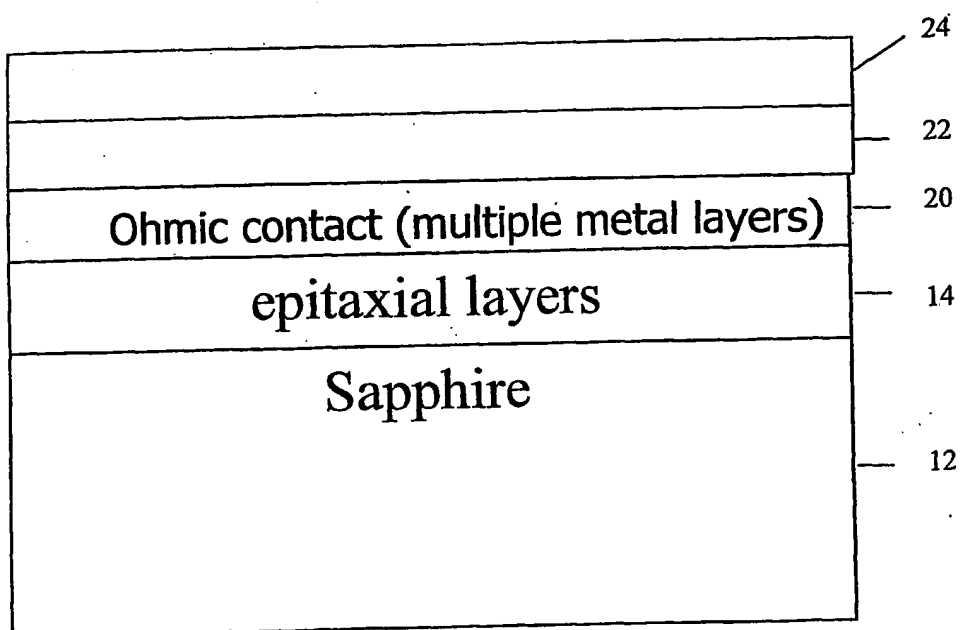 24
22
Ohmic contact (multiple metal layers) 20
epitaxial layers 14
Sapphire
12